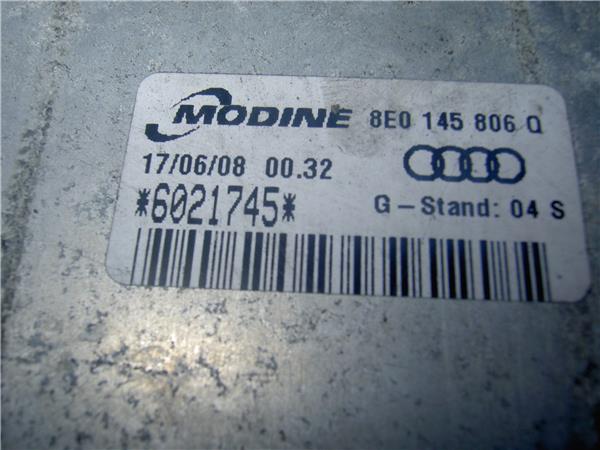 MODINE 8E0 145 806 Q
17/06/08 00.32
*6021745* G-Stand: 04 S